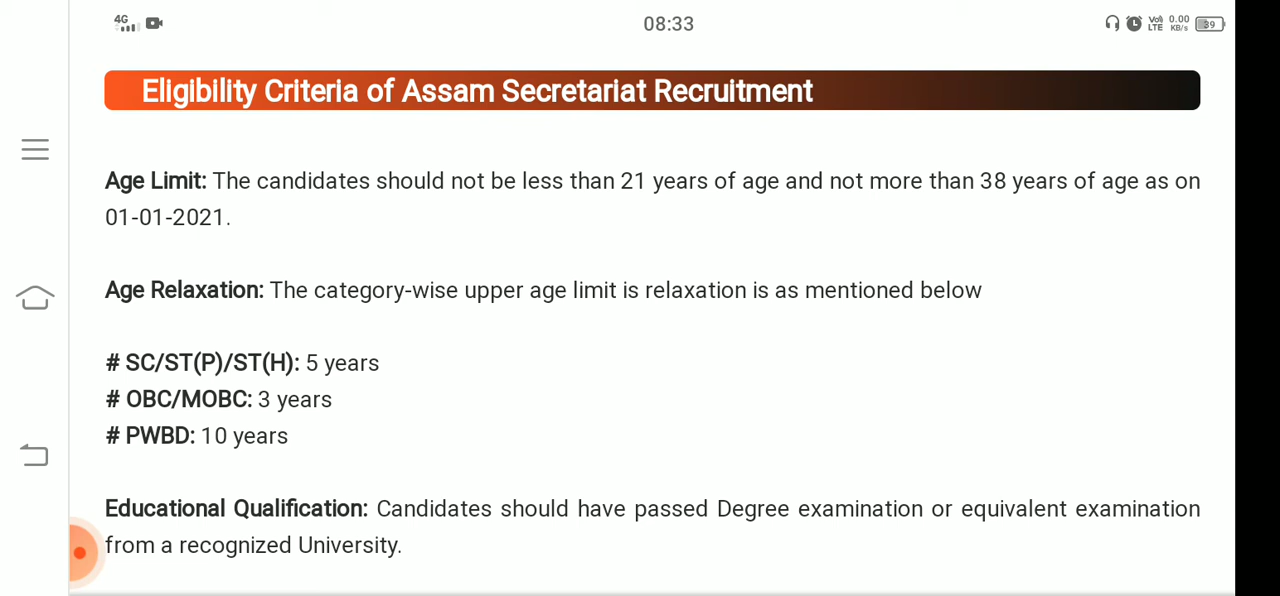 4G 08:33 Vo) LTE 0.00 KB/s 39
Eligibility Criteria of Assam Secretariat Recruitment
Age Limit: The candidates should not be less than 21 years of age and not more than 38 years of age as on
01-01-2021.
Age Relaxation: The category-wise upper age limit is relaxation is as mentioned below
# SC/ST(P)/ST(H): 5 years
# OBC/MOBC: 3 years
# PWBD: 10 years
Educational Qualification: Candidates should have passed Degree examination or equivalent examination
from a recognized University.